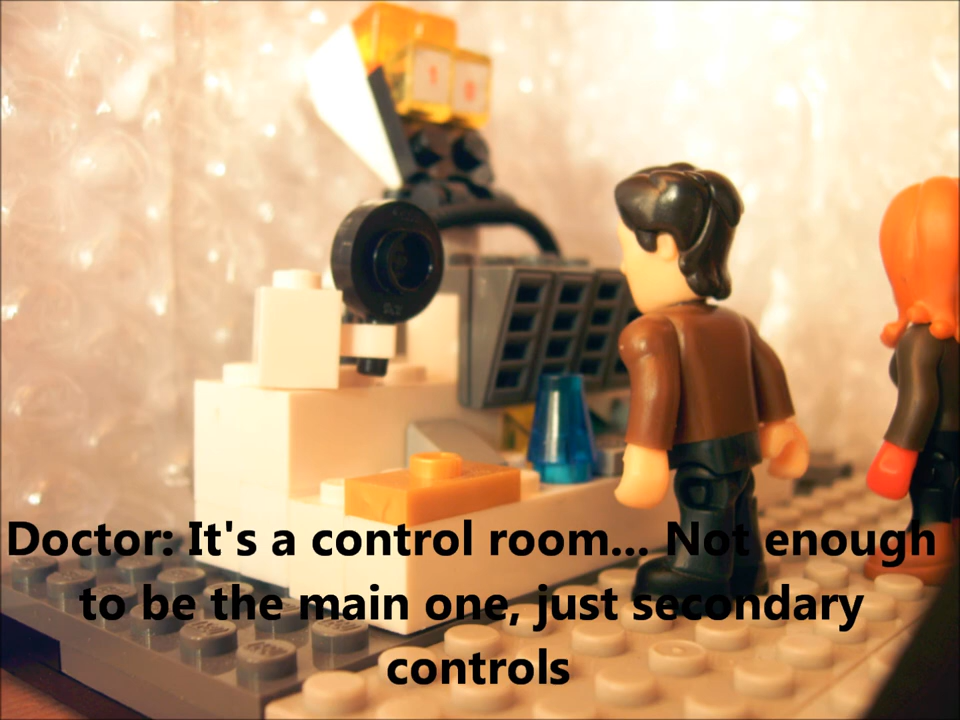 Doctor: It's a control room... Not enough
to be the main one, just secondary
controls